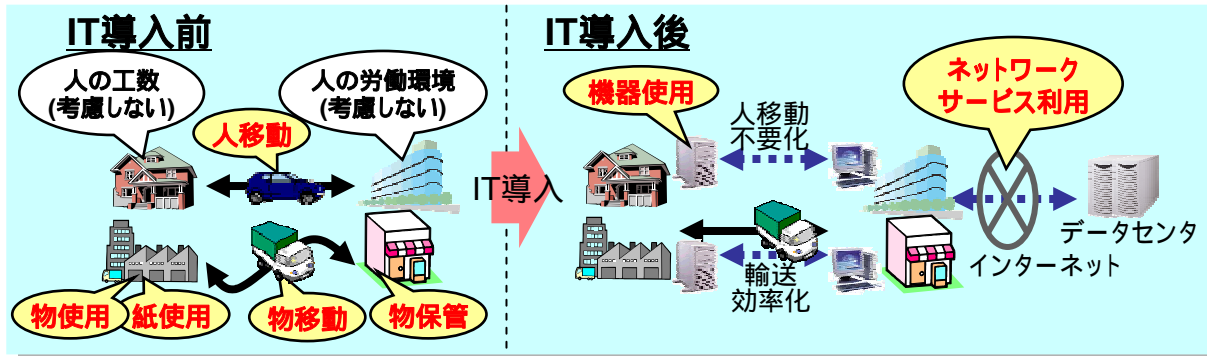 IT導入前
人の工数
(考慮しない)
人の労働環境
(考慮しない)
人移動
物使用
紙使用
物移動
物保管
IT導入
IT導入後
機器使用
人移動
不要化
ネットワーク
サービス利用
輸送
効率化
インターネット
データセンタ